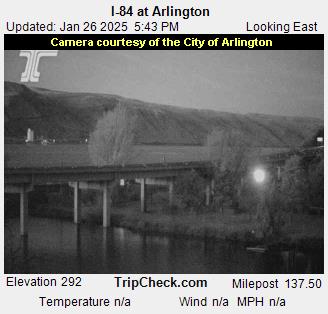 I-84 at Arlington
Updated: Jan 26 2025 5:43 PM Looking East
Camera courtesy of the City of Arlington
Elevation 292 TripCheck.com Milepost 137.50
Temperature n/a Wind n/a MPH n/a